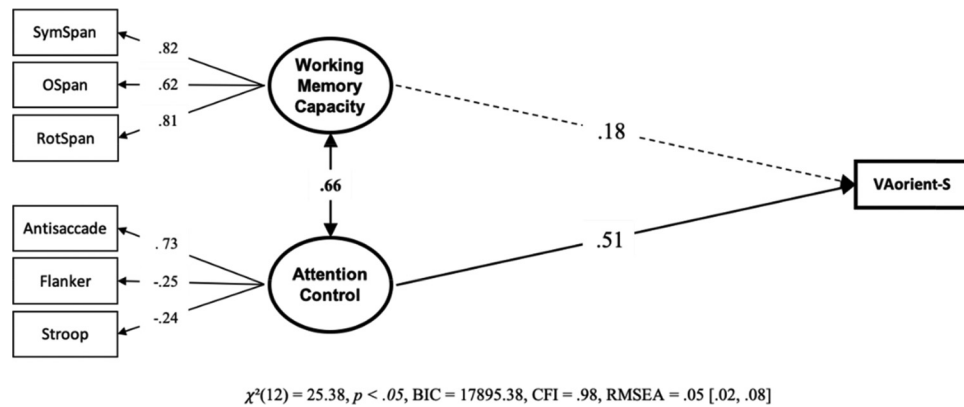 SymSpan
.82
OSpan
.62
RotSpan
.81
Working
Memory
Capacity
.18
VAorient-S
.66
Antisaccade
. 73
Flanker
-.25
Stroop
-.24
Attention
Control
.51
χ²(12) = 25.38, p < .05, BIC = 17895.38, CFI = .98, RMSEA = .05 [.02, .08]